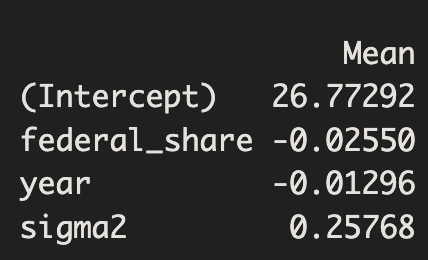 Mean
(Intercept) 26.77292
federal_share -0.02550
year -0.01296
sigma2 0.25768